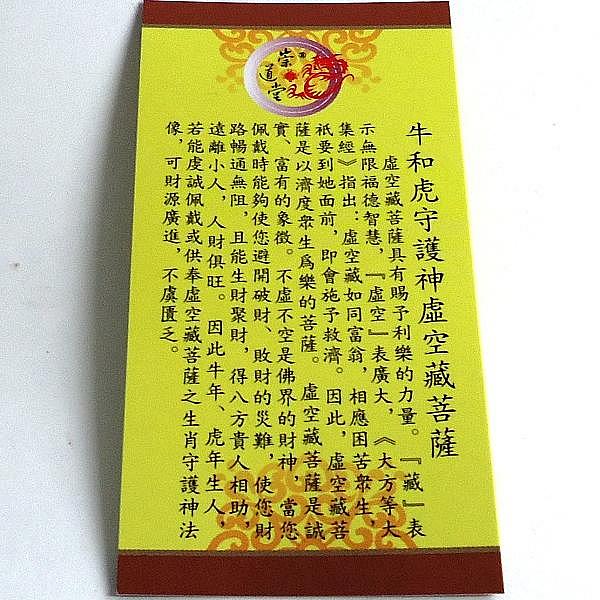 崇
道
堂
牛和虎守護神虛空藏菩薩
虛空藏菩薩具有賜予利樂的力量。『藏』表
示無限福德智慧，『虛空』表廣大，《大方等大
集經》指出：虛空藏如同富翁，相應困苦衆生，
祇要到她面前，即會施予救濟。因此，虛空藏菩
薩是以濟度衆生爲樂的菩薩。虛空藏菩薩是誠
實、富有的象徵。不虛不空是佛界的財神，當您
佩戴時能夠使您避開破財、敗財的災難，使您財
路暢通無阻，且能生財聚財，得八方貴人相助，
遠離小人，人財俱旺。因此牛年、虎年生人，
若能虔誠佩戴或供奉虛空藏菩薩之生肖守護神法
像，可財源廣進，不虞匱乏。